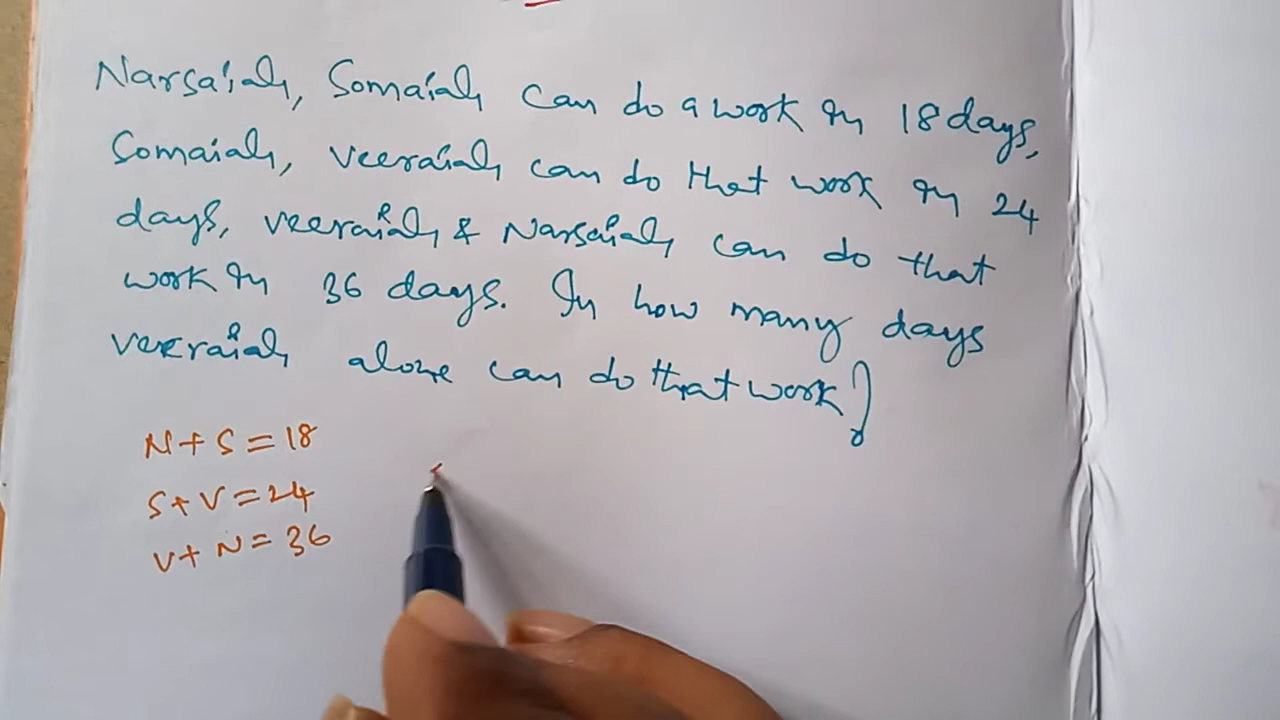 Narsaiah, Somaiah can do a work in 18 days,
Somaiah, veeraiah can do that work in 24
days, veeraiah & Narsaiah can do that
work in 36 days. In how many days
veeraiah alone can do that work?
N + S = 18
S + V = 24
V + N = 36